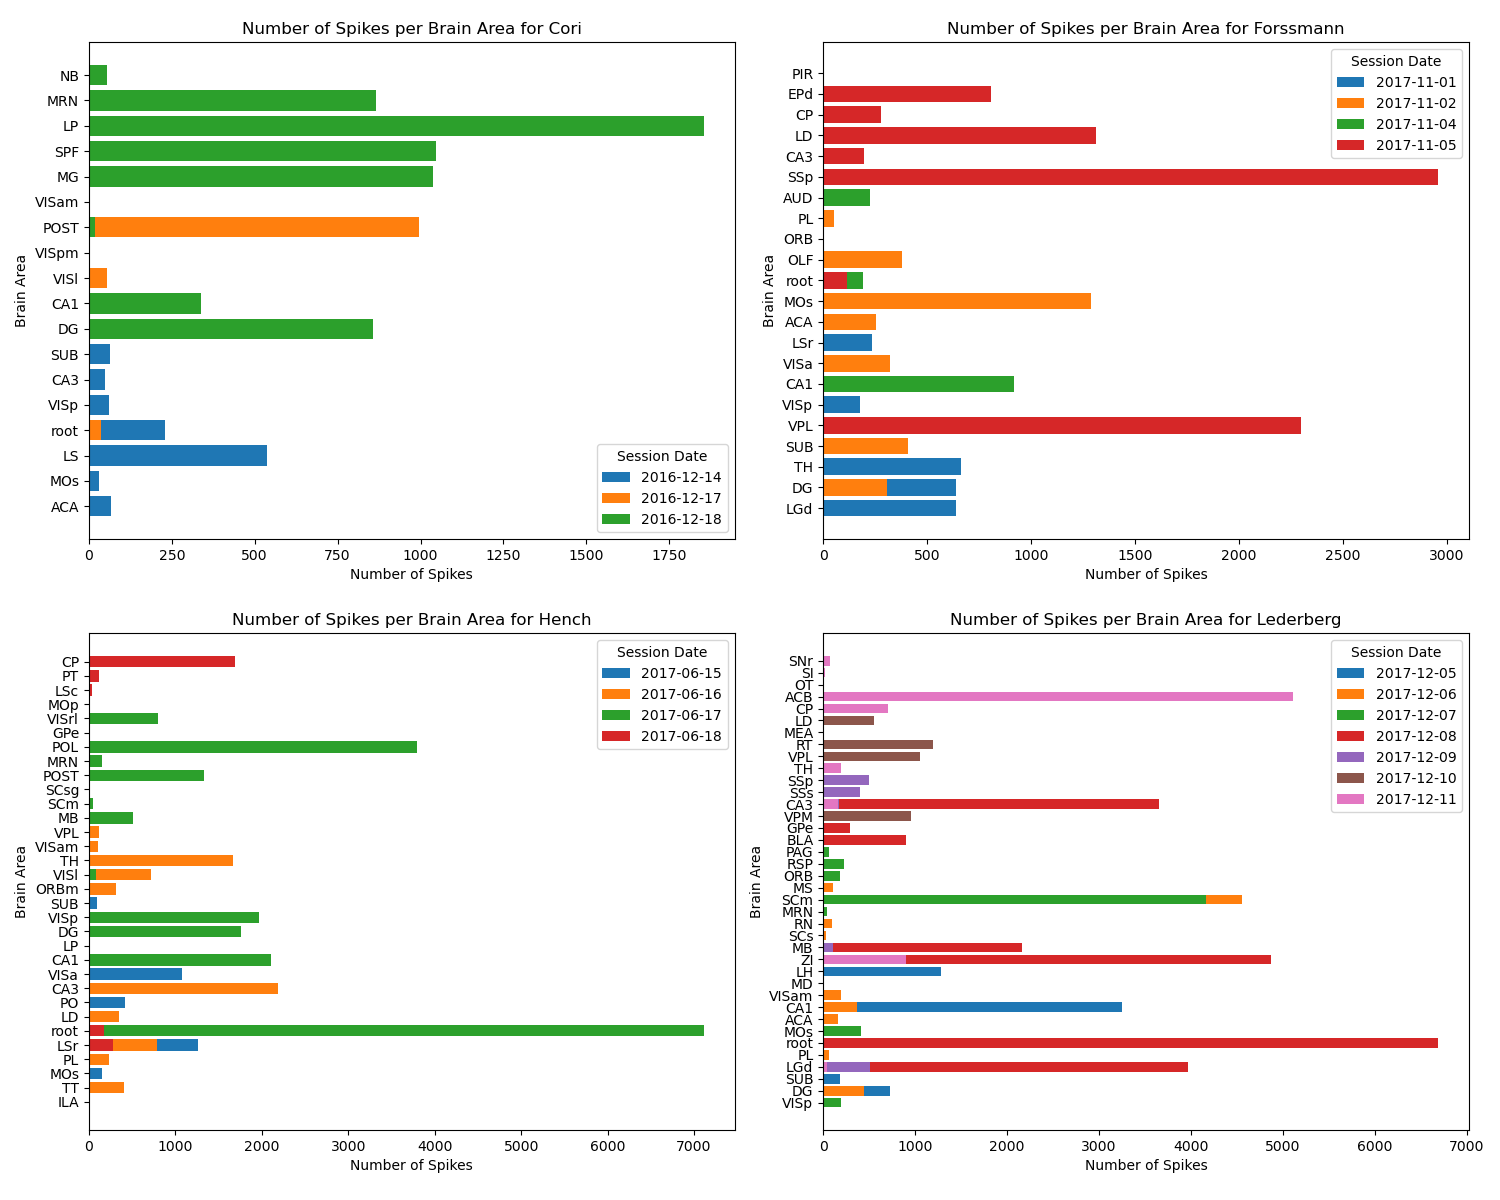 Number of Spikes per Brain Area for Cori
Brain Area
NB
MRN
LP
SPF
MG
VISam
POST
VISpm
VISl
CA1
DG
SUB
CA3
VISp
root
LS
MOs
ACA
Session Date
2016-12-14
2016-12-17
2016-12-18
0 250 500 750 1000 1250 1500 1750
Number of Spikes
Number of Spikes per Brain Area for Forssmann
Brain Area
PIR
EPd
CP
LD
CA3
SSp
AUD
PL
ORB
OLF
root
MOs
ACA
LSr
VISa
CA1
VISp
VPL
SUB
TH
DG
LGd
Session Date
2017-11-01
2017-11-02
2017-11-04
2017-11-05
0 500 1000 1500 2000 2500 3000
Number of Spikes
Number of Spikes per Brain Area for Hench
Brain Area
CP
PT
LSc
MOp
VISrl
GPe
POL
MRN
POST
SCsg
SCm
MB
VPL
VISam
TH
VISl
ORBm
SUB
VISp
DG
LP
CA1
VISa
CA3
PO
LD
root
LSr
PL
MOs
TT
ILA
Session Date
2017-06-15
2017-06-16
2017-06-17
2017-06-18
0 1000 2000 3000 4000 5000 6000 7000
Number of Spikes
Number of Spikes per Brain Area for Lederberg
Brain Area
SNr
SI
OT
ACB
CP
LD
MEA
RT
VPL
TH
SSp
SSs
CA3
VPM
GPe
BLA
PAG
RSP
ORB
MS
SCm
MRN
RN
SCs
MB
ZI
LH
MD
VISam
CA1
ACA
MOs
root
PL
LGd
SUB
DG
VISp
Session Date
2017-12-05
2017-12-06
2017-12-07
2017-12-08
2017-12-09
2017-12-10
2017-12-11
0 1000 2000 3000 4000 5000 6000 7000
Number of Spikes